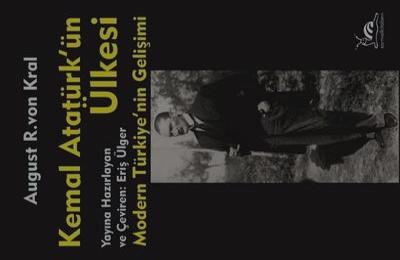 August R.von Kral
Kemal Atatürk'ün
Ülkesi
Yayına Hazırlayan
ve Çeviren: Eriş Ülger
Modern Türkiye'nin Gelişimi